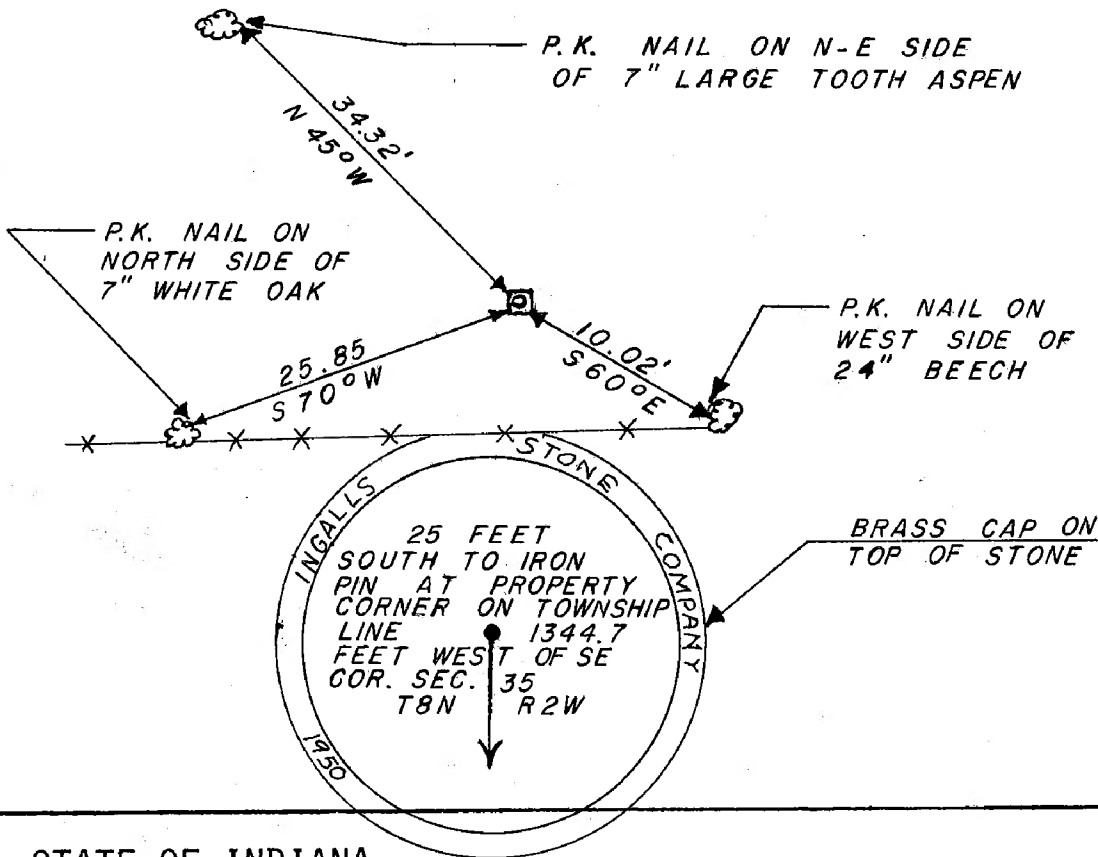 P.K. NAIL ON N-E SIDE
OF 7" LARGE TOOTH ASPEN
34.32'
N 45° W
P.K. NAIL ON
NORTH SIDE OF
7" WHITE OAK
P.K. NAIL ON
WEST SIDE OF
24" BEECH
25.85
S 70° W
10.02'
S 60° E
INGALLS STONE COMPANY
25 FEET
SOUTH TO IRON
PIN AT PROPERTY
CORNER ON TOWNSHIP
LINE 1344.7
FEET WEST OF SE
COR. SEC. 35
T8N R2W
1950
BRASS CAP ON
TOP OF STONE
STATE OF INDIANA